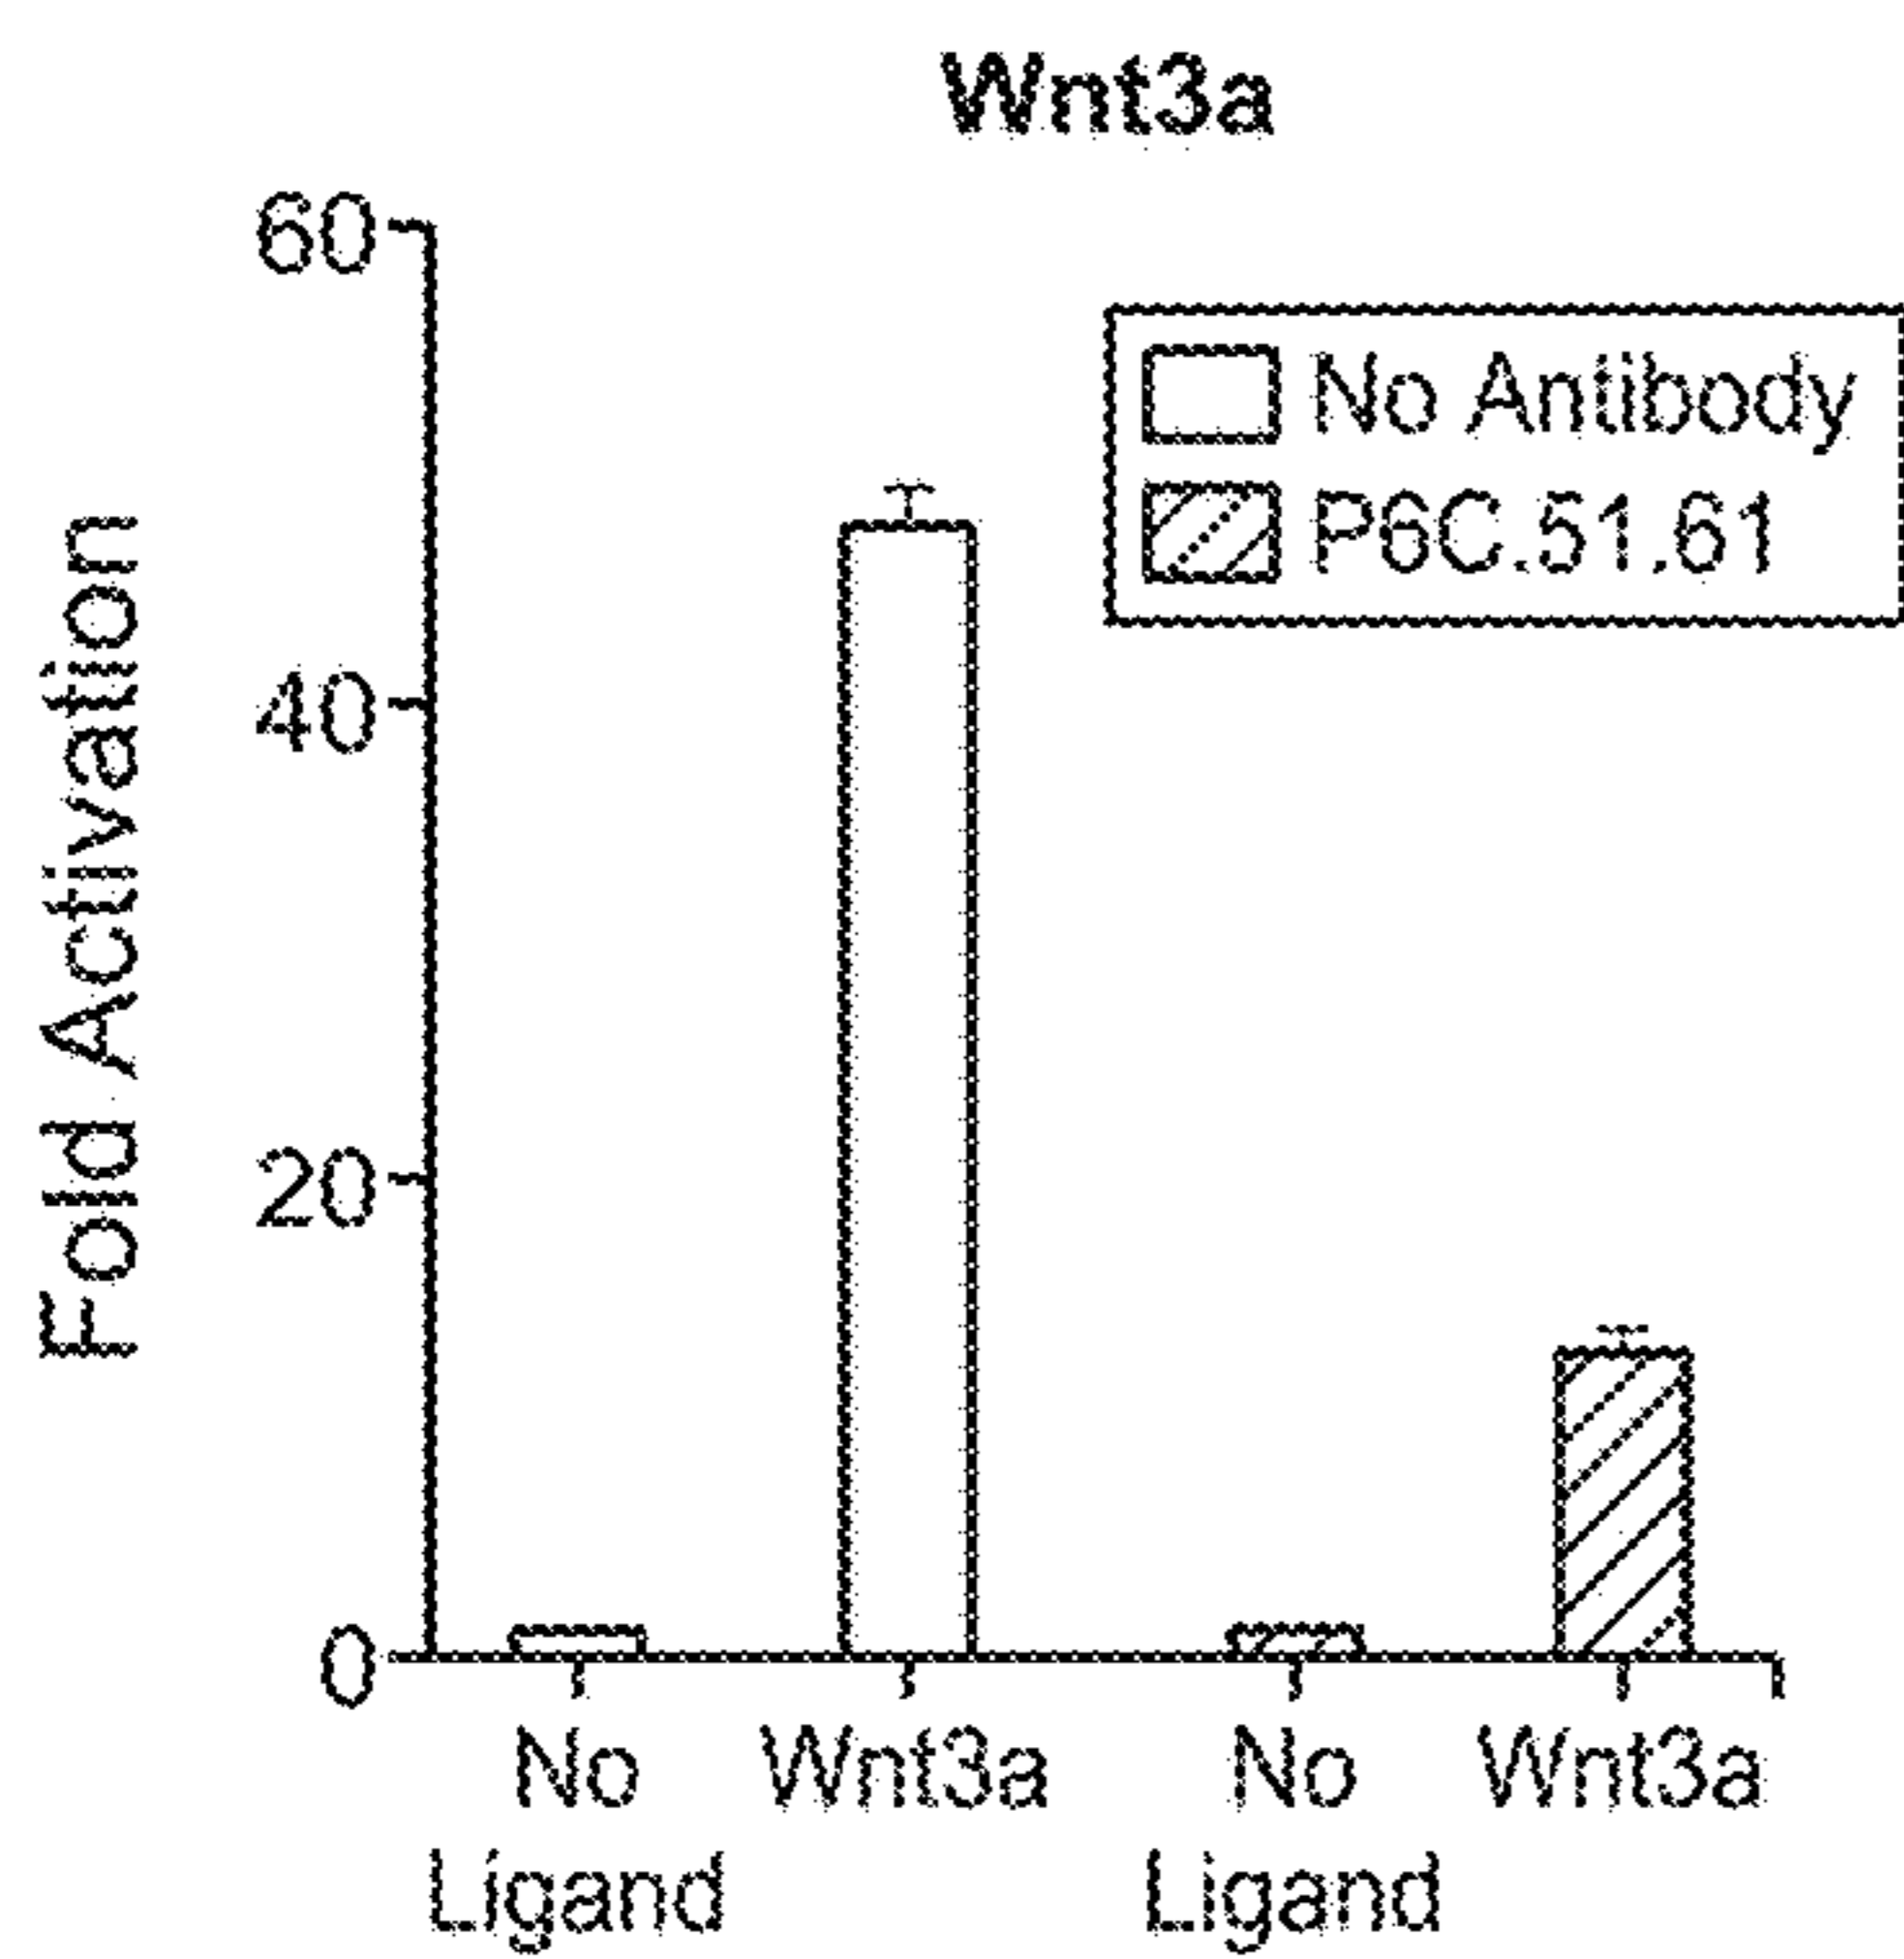 Wnt3a
60
40
20
0
Fold Activation
No Antibody
P6C.51.61
No Wnt3a No Wnt3a
Ligand Ligand